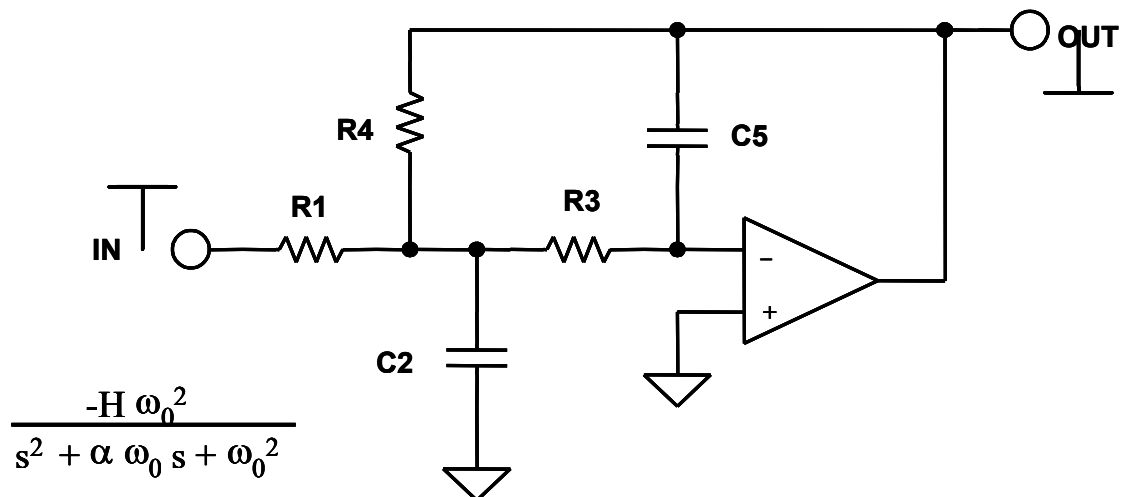 OUT
R4
C5
R1
R3
IN
–
+
C2
-H ω₀²
s² + α ω₀ s + ω₀²